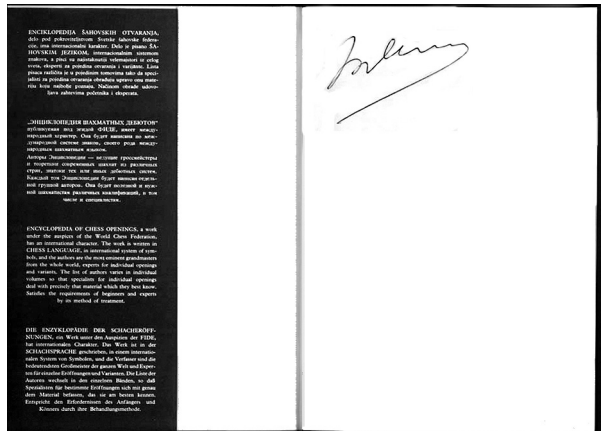 ENCIKLOPEDIJA ŠAHOVSKIH OTVARANJA,
delo pod pokroviteljstvom Svetske šahovske federa-
cije, ima internacionalni karakter. Delo je pisano ŠA-
HOVSKIM JEZIKOM, internacionalnim sistemom
znakova, a pisci su najistaknutiji velemajstori iz celog
sveta, eksperti za pojedina otvaranja i varijante. Lista
pisaca različita je u pojedinim tomovima tako da speci-
jalisti za pojedina otvaranja obrađuju upravo onu mate-
riju koju najbolje poznaju. Načinom obrade udovo-
ljava zahtevima početnika i eksperata.
„ЭНЦИКЛОПЕДИЯ ШАХМАТНЫХ ДЕБЮТОВ“
публикуемая под эгидой ФИДЕ, имеет между-
народный характер. Она будет написана по меж-
дународной системе знаков, своего рода между-
народным шахматным языком.
Авторы Энциклопедии — ведущие гроссмейстеры
и теоретики современных шахмат из различных
стран, знатоки тех или иных дебютных систем.
Каждый том Энциклопедии будет написан отдель-
ной группой авторов. Она будет полезной и нуж-
ной шахматистам различных квалификаций, в том
числе и специалистам.
ENCYCLOPEDIA OF CHESS OPENINGS, a work
under the auspices of the World Chess Federation,
has an international character. The work is written in
CHESS LANGUAGE, in international system of sym-
bols, and the authors are the most eminent grandmasters
from the whole world, experts for individual openings
and variants. The list of authors varies in individual
volumes so that specialists for individual openings
deal with precisely that material which they best know.
Satisfies the requirements of beginners and experts
by its method of treatment.
DIE ENZYKLOPÄDIE DER SCHACHERÖFF-
NUNGEN, ein Werk unter den Auspizien der FIDE,
hat internationalen Charakter. Das Werk ist in der
SCHACHSPRACHE geschrieben, in einem internatio-
nalen System von Symbolen, und die Verfasser sind die
bedeutendsten Großmeister der ganzen Welt und Exper-
ten für einzelne Eröffnungen und Varianten. Die Liste der
Autoren wechselt in den einzelnen Bänden, so daß
Spezialisten für bestimmte Eröffnungen sich mit genau
dem Material befassen, das sie am besten kennen.
Entspricht den Erfordernissen des Anfängers und
Könners durch ihre Behandlungsmethode.